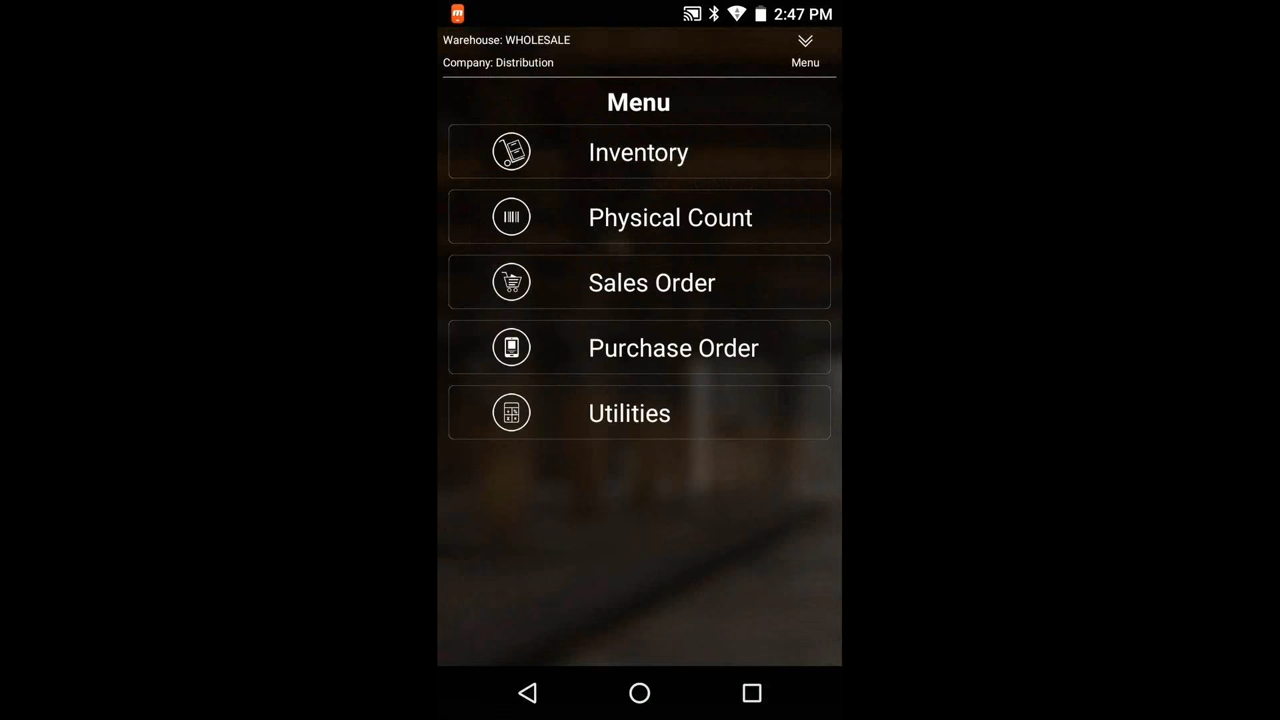 2:47 PM
Warehouse: WHOLESALE
Company: Distribution
Menu
Menu
Inventory
Physical Count
Sales Order
Purchase Order
Utilities